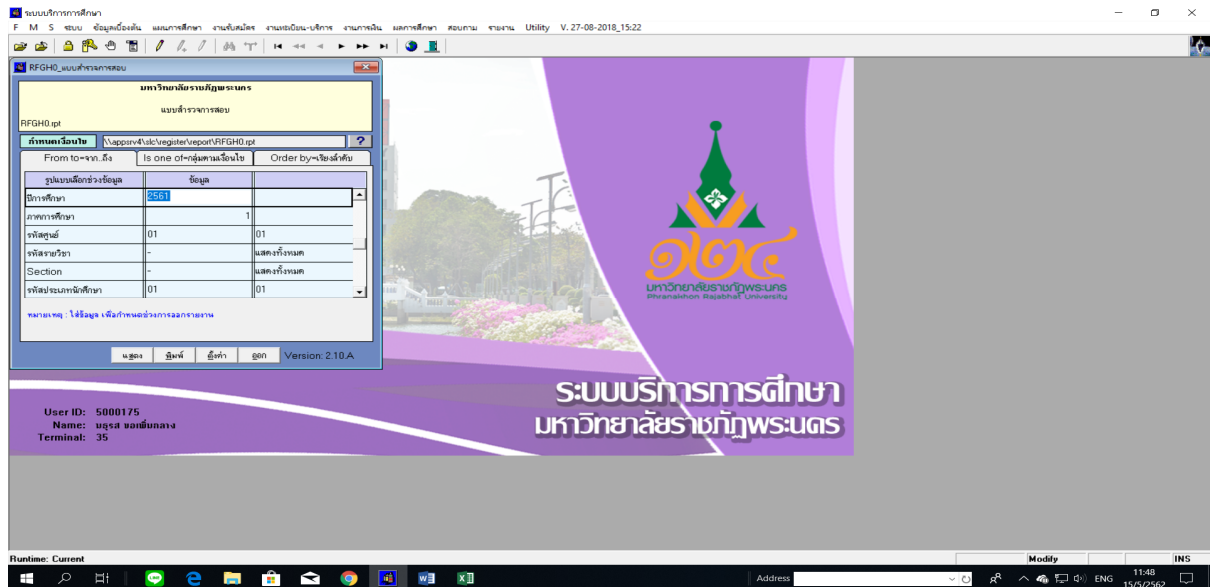 ระบบบริการการศึกษา
F M S ระบบ ข้อมูลเบื้องต้น แผนการศึกษา งานรับสมัคร งานทะเบียน-บริการ งานการเงิน ผลการศึกษา สอบถาม รายงาน Utility V. 27-08-2018_15:22
RFGH0_แบบสำรวจการสอบ
มหาวิทยาลัยราชภัฏพระนคร
แบบสำรวจการสอบ
RFGH0.rpt
กำหนดเงื่อนไข \\appsrv4\slc\register\report\RFGH0.rpt ?
From to=จาก..ถึง Is one of=กลุ่มตามเงื่อนไข Order by=เรียงลำดับ
รูปแบบเลือกช่วงข้อมูล ข้อมูล
ปีการศึกษา 2561
ภาคการศึกษา 1
รหัสศูนย์ 01 01
รหัสรายวิชา - แสดงทั้งหมด
Section - แสดงทั้งหมด
รหัสประเภทนักศึกษา 01 01
หมายเหตุ : ใส่ข้อมูล เพื่อกำหนดช่วงการออกรายงาน
แสดง พิมพ์ ตั้งค่า ออก Version: 2.10.A
๑๒๔
มหาวิทยาลัยราชภัฏพระนคร
Phranakhon Rajabhat University
ระบบบริการการศึกษา
มหาวิทยาลัยราชภัฏพระนคร
User ID: 5000175
Name: มธุรส
Terminal: 35
Runtime: Current Modify INS
Address ENG 11:48
15/5/2562